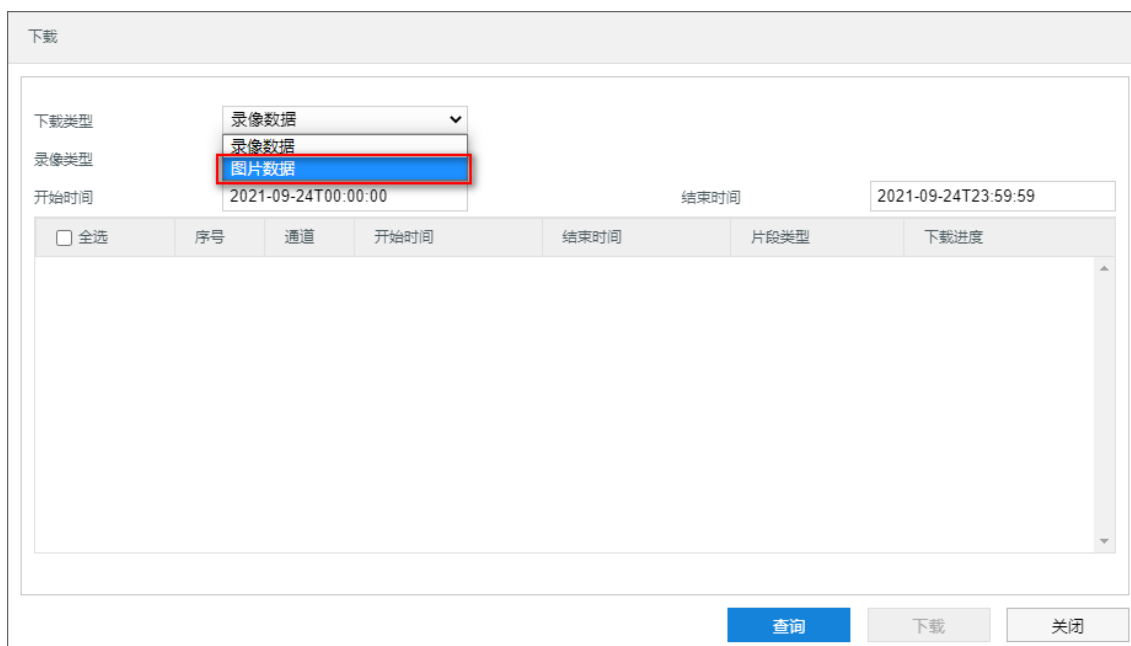 下载
下载类型 录像数据
录像数据
录像类型
图片数据
开始时间 2021-09-24T00:00:00 结束时间 2021-09-24T23:59:59
全选 序号 通道 开始时间 结束时间 片段类型 下载进度
查询 下载 关闭